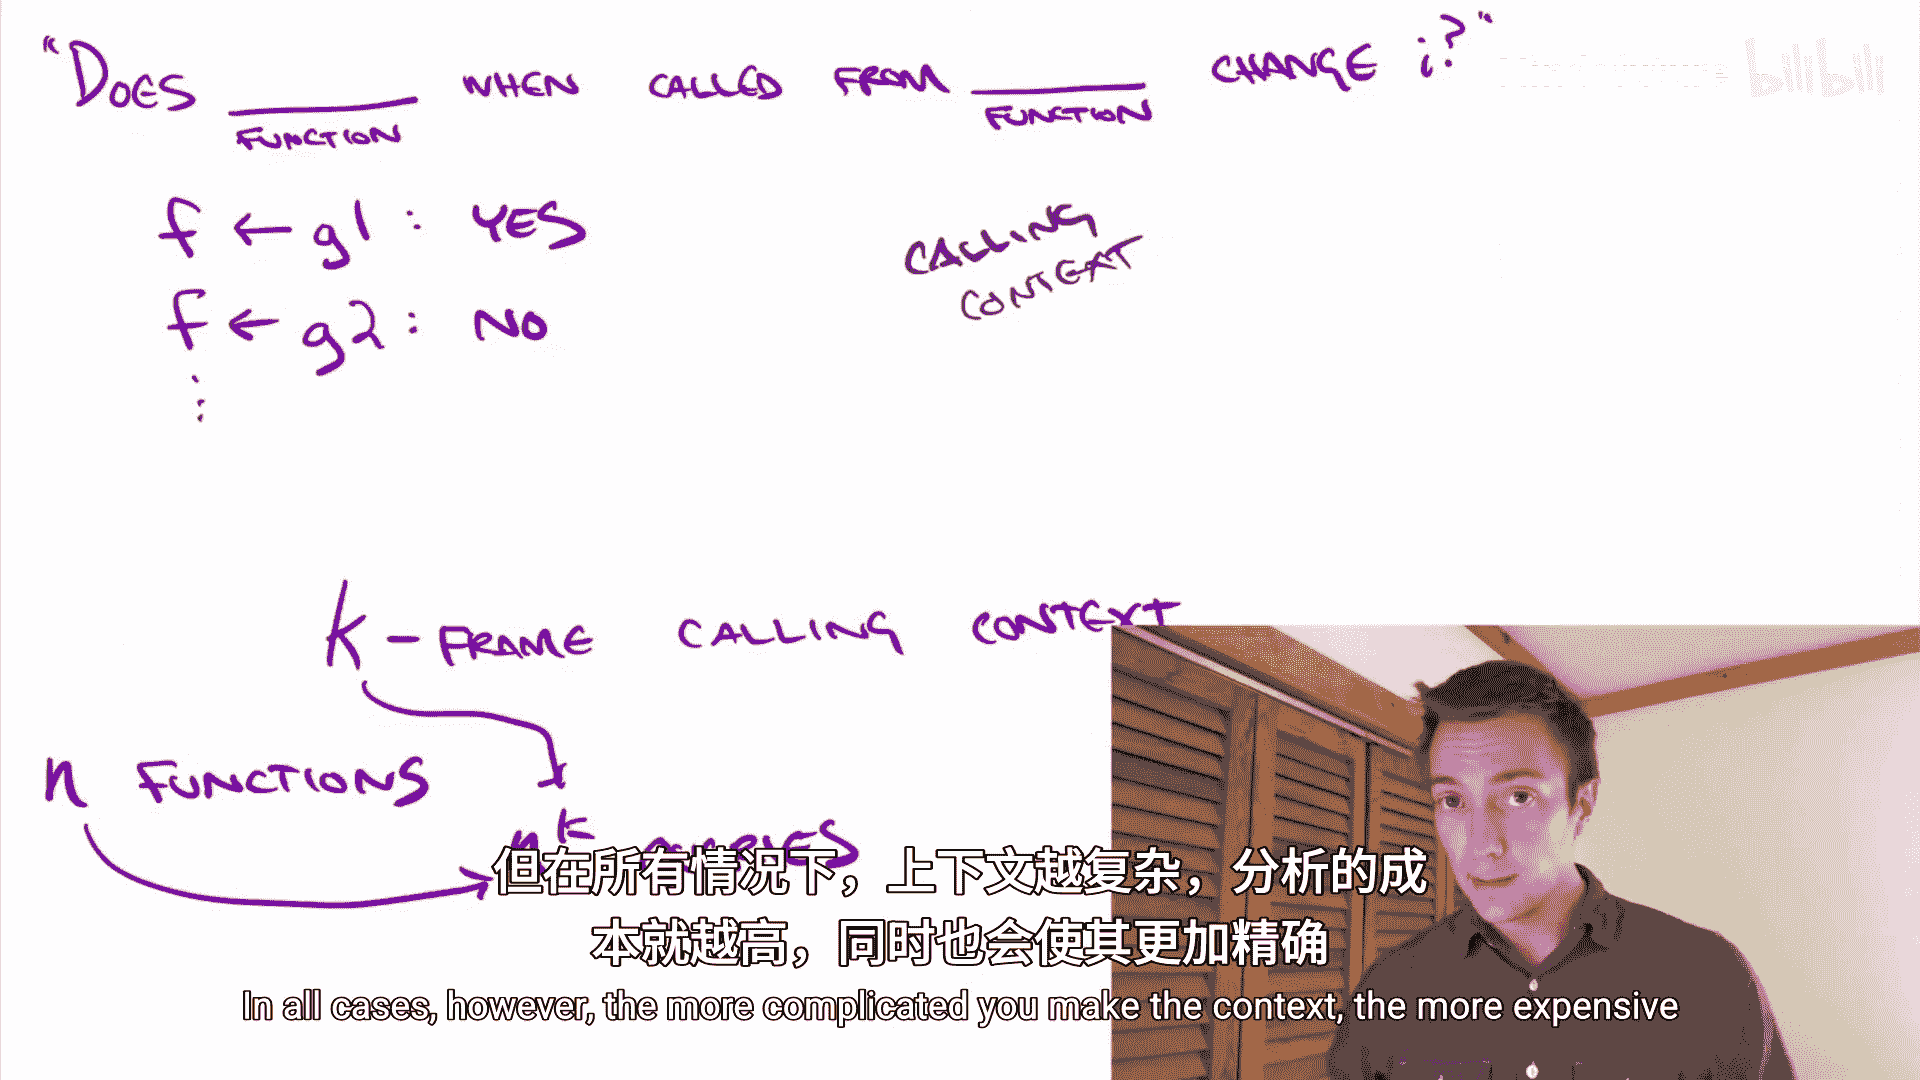 “DOES ____ WHEN CALLED FROM ____ CHANGE i?”
FUNCTION FUNCTION
f ← g1 : YES
f ← g2 : NO
⋮
CALLING
CONTEXT
k - FRAME CALLING CONTEXT
n FUNCTIONS
n^k
但在所有情况下，上下文越复杂，分析的成
本就越高，同时也会使其更加精确
In all cases, however, the more complicated you make the context, the more expensive
bilibili